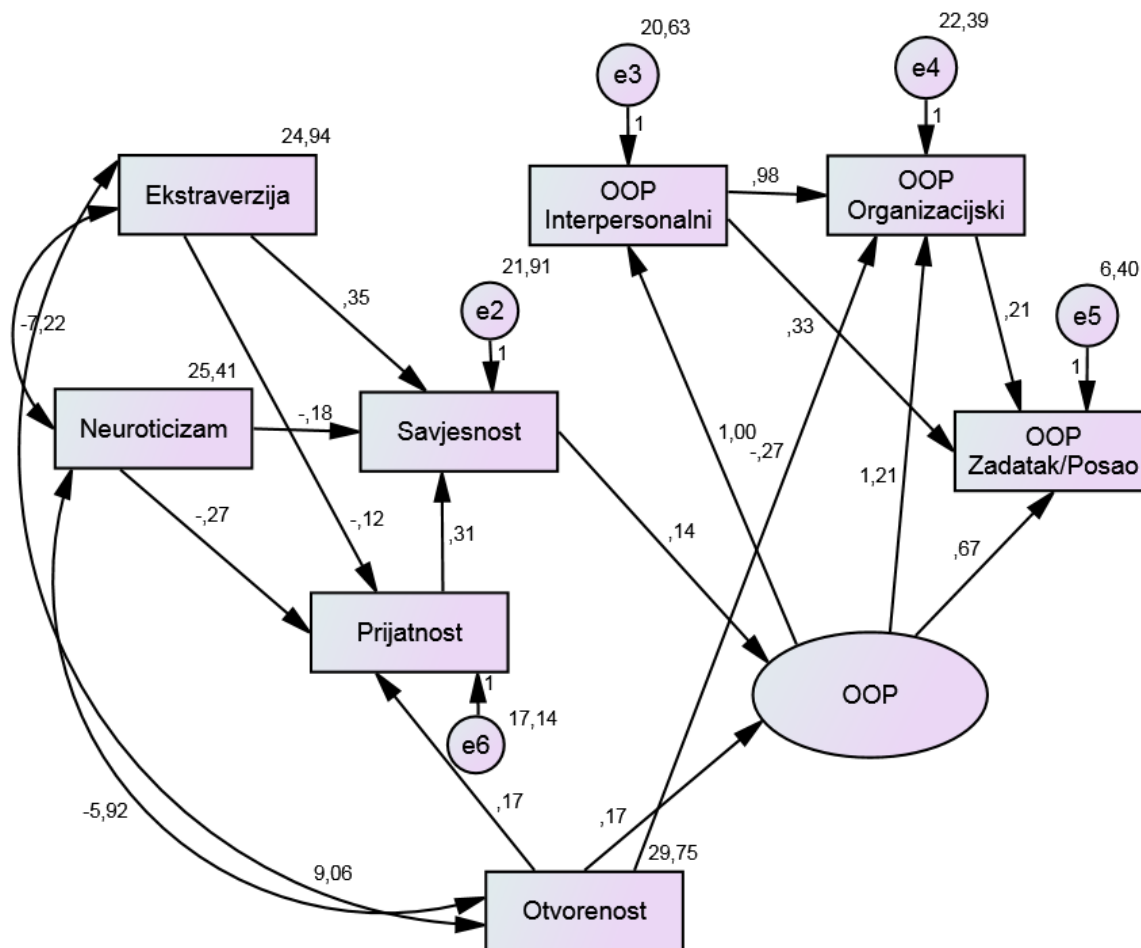 20,63
22,39
e3
e4
1
1
24,94
Ekstraverzija
OOP
Interpersonalni
,98
OOP
Organizacijski
21,91
6,40
e2
e5
,35
-7,22
,33
,21
1
1
25,41
Neuroticizam
-,18
Savjesnost
OOP
Zadatak/Posao
1,00
-,27
1,21
-,27
-,12
,31
,14
,67
Prijatnost
OOP
1
17,14
e6
-5,92
,17
,17
9,06
29,75
Otvorenost